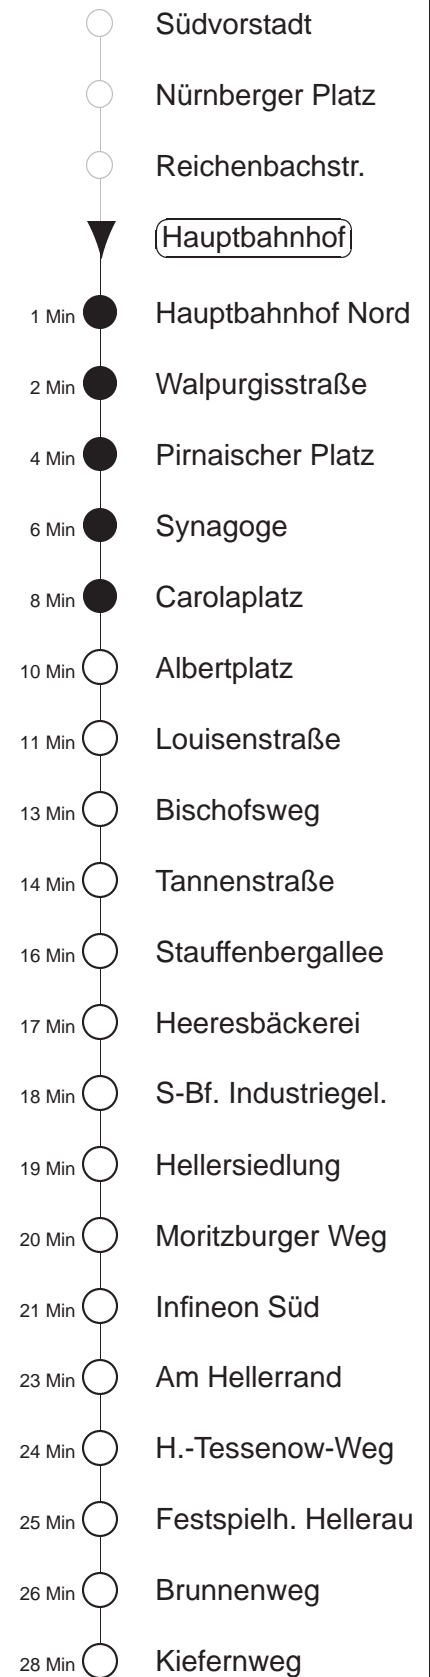 Südvorstadt
Nürnberger Platz
Reichenbachstr.
Hauptbahnhof
1 Min Hauptbahnhof Nord
2 Min Walpurgisstraße
4 Min Pirnaischer Platz
6 Min Synagoge
8 Min Carolaplatz
10 Min Albertplatz
11 Min Louisenstraße
13 Min Bischofsweg
14 Min Tannenstraße
16 Min Stauffenbergallee
17 Min Heeresbäckerei
18 Min S-Bf. Industriegel.
19 Min Hellersiedlung
20 Min Moritzburger Weg
21 Min Infineon Süd
23 Min Am Hellerrand
24 Min H.-Tessenow-Weg
25 Min Festspielh. Hellerau
26 Min Brunnenweg
28 Min Kiefernweg